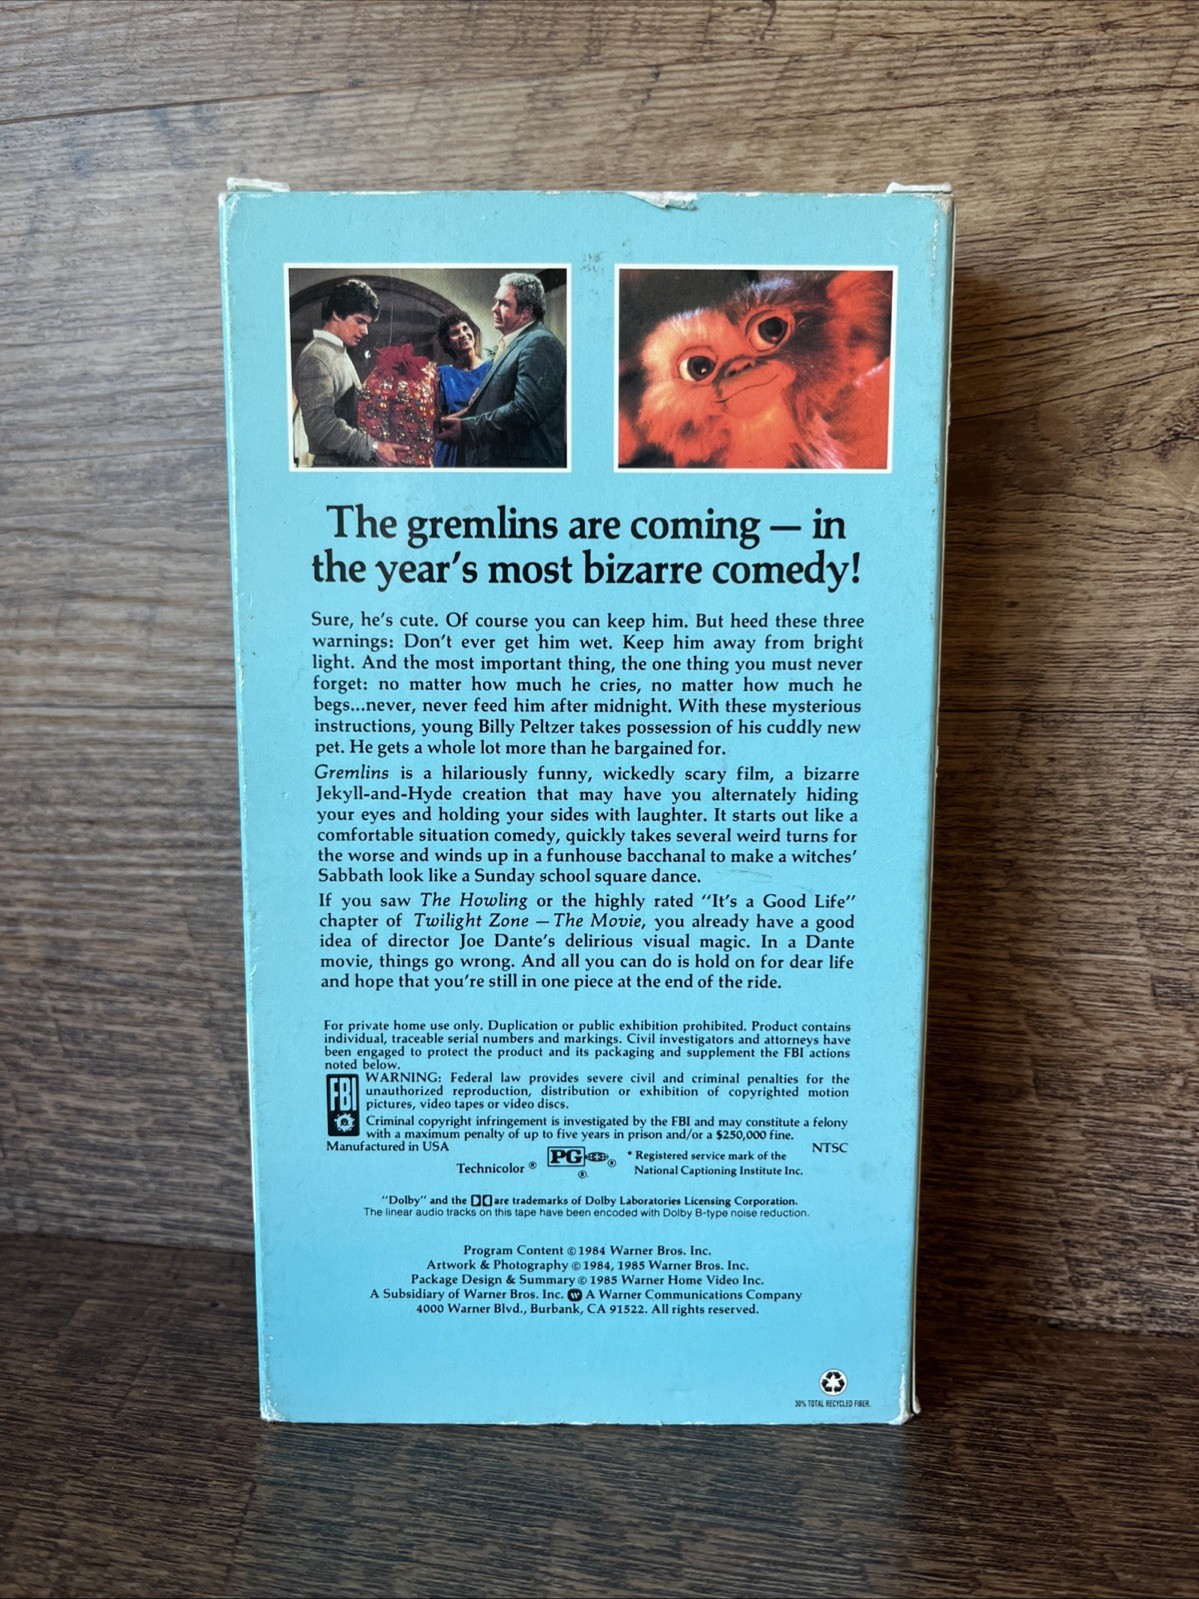 The gremlins are coming — in
the year's most bizarre comedy!
Sure, he's cute. Of course you can keep him. But heed these three
warnings: Don't ever get him wet. Keep him away from bright
light. And the most important thing, the one thing you must never
forget: no matter how much he cries, no matter how much he
begs...never, never feed him after midnight. With these mysterious
instructions, young Billy Peltzer takes possession of his cuddly new
pet. He gets a whole lot more than he bargained for.
Gremlins is a hilariously funny, wickedly scary film, a bizarre
Jekyll-and-Hyde creation that may have you alternately hiding
your eyes and holding your sides with laughter. It starts out like a
comfortable situation comedy, quickly takes several weird turns for
the worse and winds up in a funhouse bacchanal to make a witches'
Sabbath look like a Sunday school square dance.
If you saw The Howling or the highly rated "It's a Good Life"
chapter of Twilight Zone — The Movie, you already have a good
idea of director Joe Dante's delirious visual magic. In a Dante
movie, things go wrong. And all you can do is hold on for dear life
and hope that you're still in one piece at the end of the ride.
For private home use only. Duplication or public exhibition prohibited. Product contains
individual, traceable serial numbers and markings. Civil investigators and attorneys have
been engaged to protect the product and its packaging and supplement the FBI actions
noted below.
FBI
WARNING: Federal law provides severe civil and criminal penalties for the
unauthorized reproduction, distribution or exhibition of copyrighted motion
pictures, video tapes or video discs.
Criminal copyright infringement is investigated by the FBI and may constitute a felony
with a maximum penalty of up to five years in prison and/or a $250,000 fine.
Manufactured in USA
NTSC
Technicolor ®
PG ® ®
* Registered service mark of the
National Captioning Institute Inc.
"Dolby" and the are trademarks of Dolby Laboratories Licensing Corporation.
The linear audio tracks on this tape have been encoded with Dolby B-type noise reduction.
Program Content © 1984 Warner Bros. Inc.
Artwork & Photography © 1984, 1985 Warner Bros. Inc.
Package Design & Summary © 1985 Warner Home Video Inc.
A Subsidiary of Warner Bros. Inc. W A Warner Communications Company
4000 Warner Blvd., Burbank, CA 91522. All rights reserved.
30% TOTAL RECYCLED FIBER.